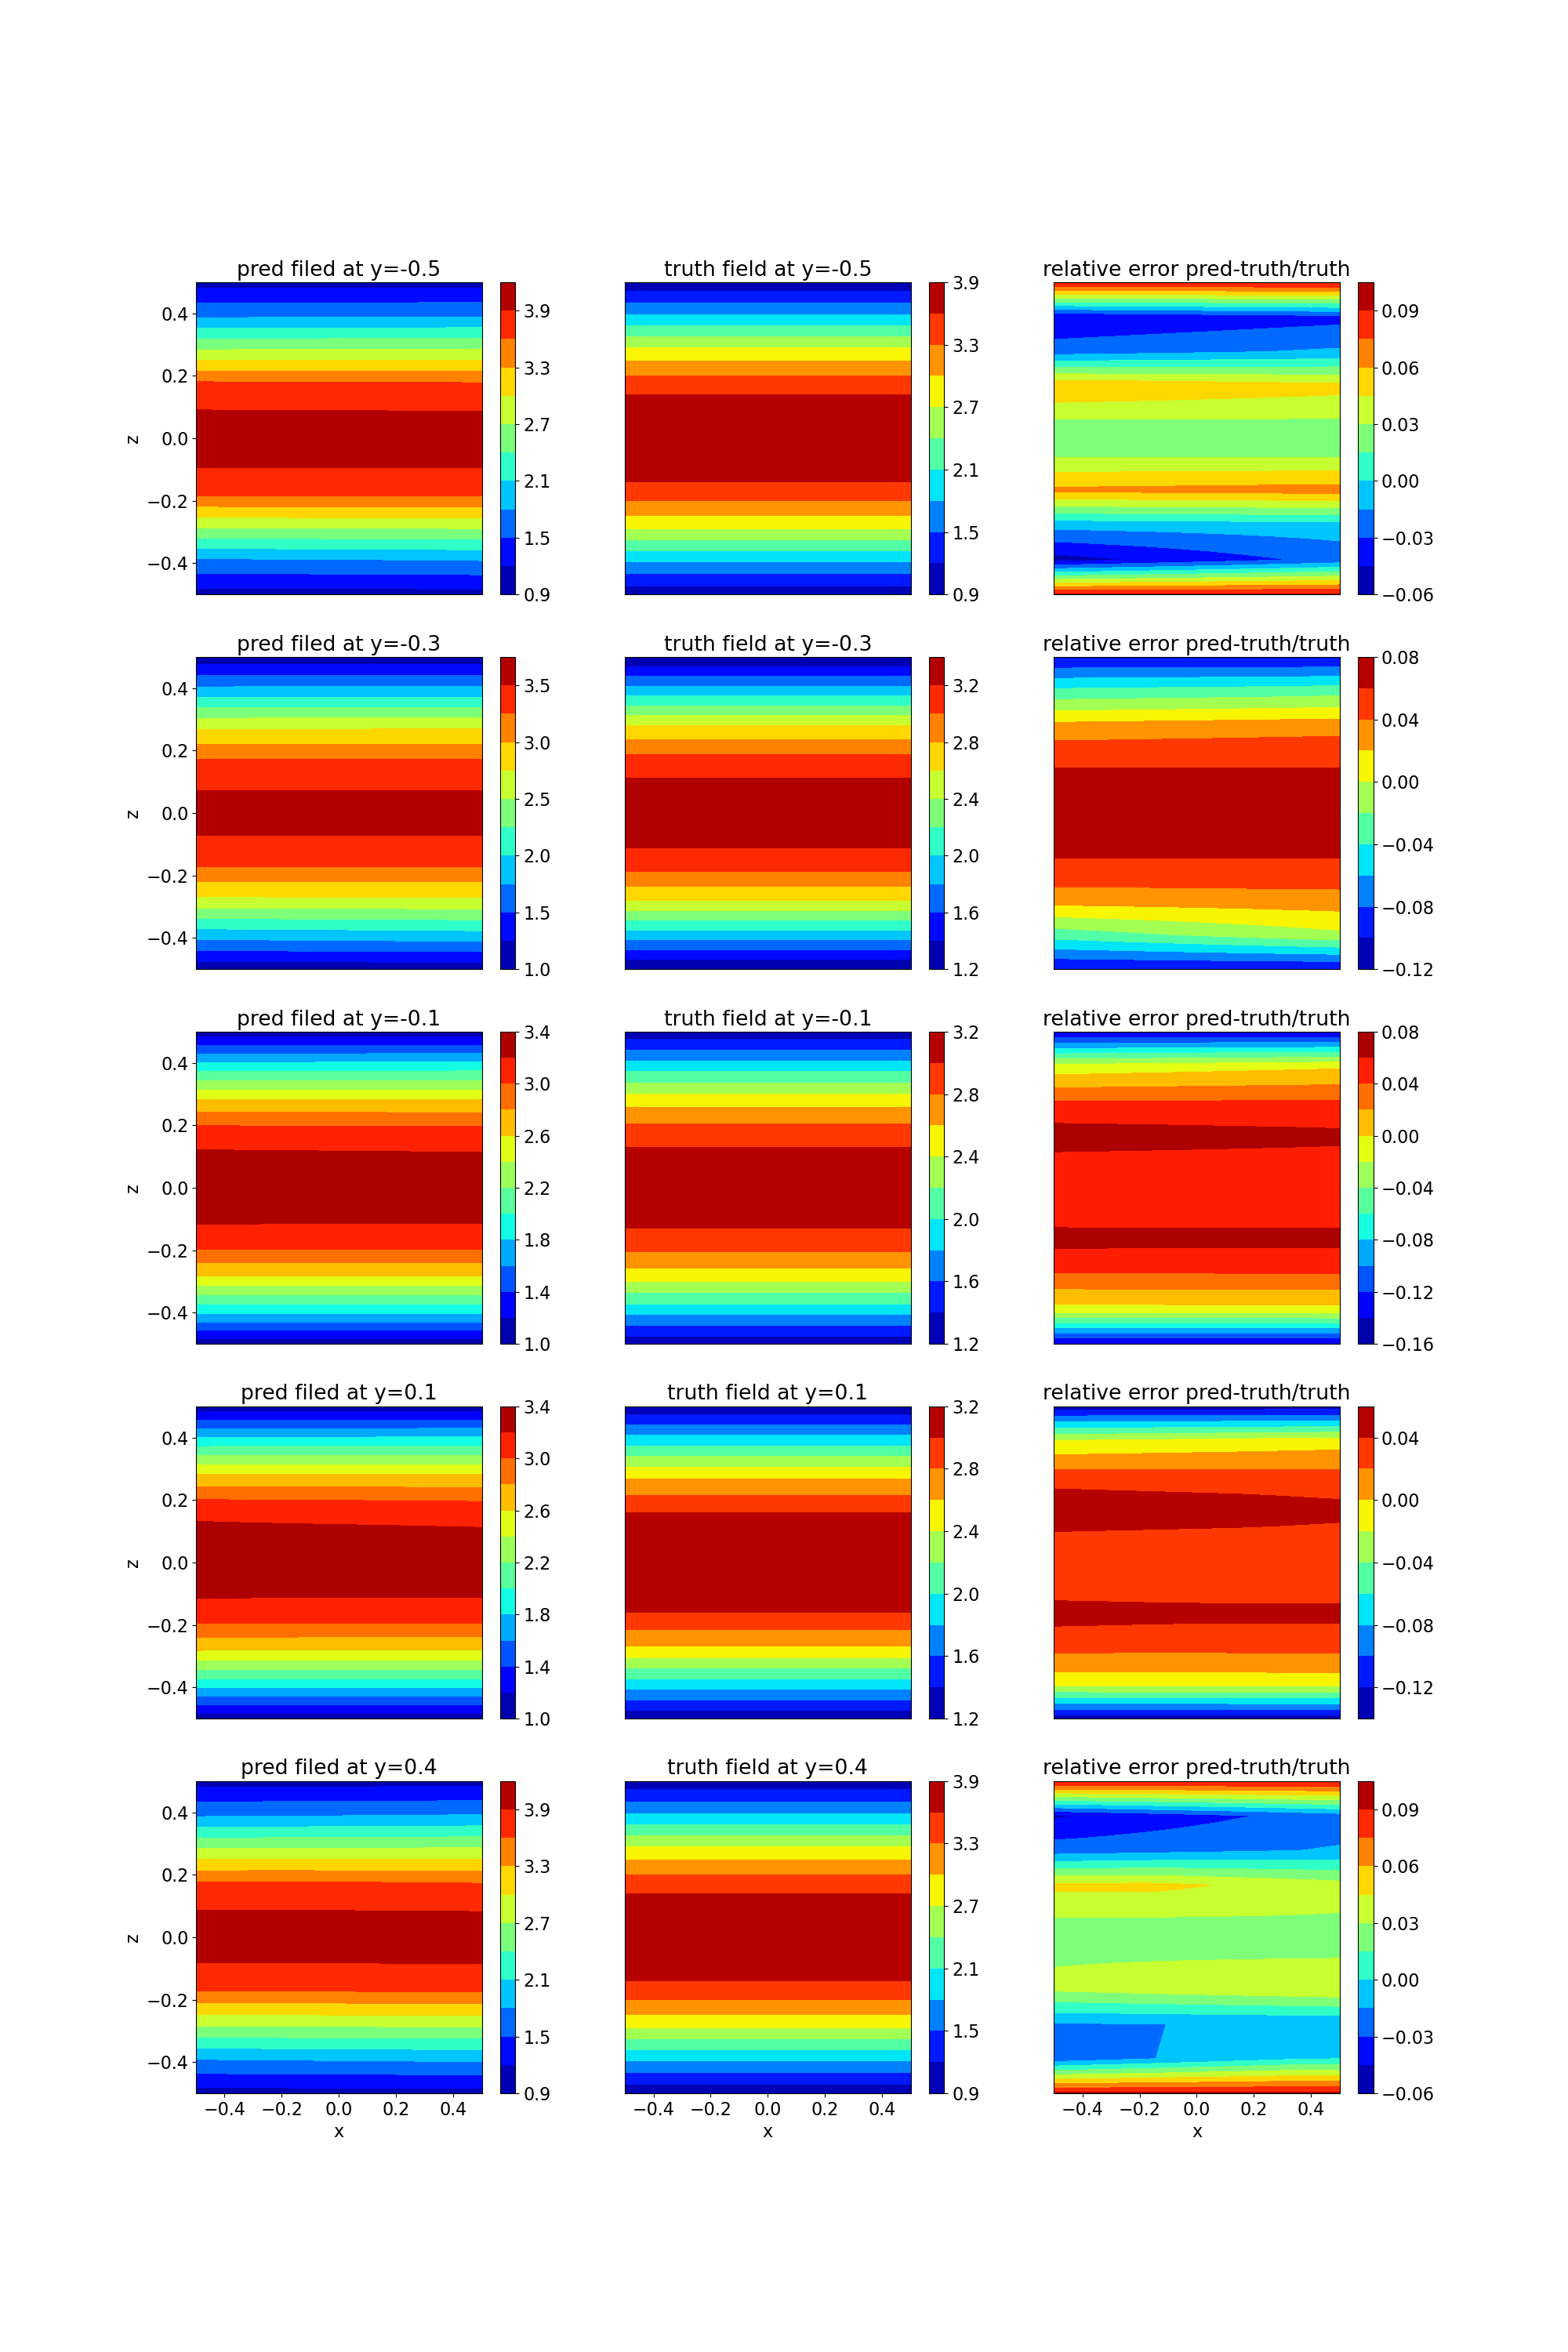 pred filed at y=-0.5 truth field at y=-0.5 relative error pred-truth/truth
0.4 3.9 3.9 0.09
0.2 3.3 3.3 0.06
z 0.0 2.7 2.7 0.03
−0.2 2.1 2.1 0.00
−0.4 1.5 1.5 −0.03
0.9 0.9 −0.06
pred filed at y=-0.3 truth field at y=-0.3 relative error pred-truth/truth
0.4 3.5 3.2 0.08
0.2 3.0 2.8 0.04
z 0.0 2.5 2.4 0.00
−0.2 2.0 2.0 −0.04
−0.4 1.5 1.6 −0.08
1.0 1.2 −0.12
pred filed at y=-0.1 truth field at y=-0.1 relative error pred-truth/truth
3.4 3.2 0.08
0.4 3.0 2.8 0.04
0.2 2.6 2.4 0.00
z 0.0 2.2 2.0 −0.04
−0.2 1.8 1.6 −0.08
−0.4 1.4 1.2 −0.12
1.0 −0.16
pred filed at y=0.1 truth field at y=0.1 relative error pred-truth/truth
3.4 3.2 0.04
0.4 3.0 2.8 0.00
0.2 2.6 2.4 −0.04
z 0.0 2.2 2.0 −0.08
−0.2 1.8 1.6 −0.12
−0.4 1.4 1.2
1.0
pred filed at y=0.4 truth field at y=0.4 relative error pred-truth/truth
0.4 3.9 3.9 0.09
0.2 3.3 3.3 0.06
z 0.0 2.7 2.7 0.03
−0.2 2.1 2.1 0.00
−0.4 1.5 1.5 −0.03
0.9 0.9 −0.06
−0.4 −0.2 0.0 0.2 0.4 −0.4 −0.2 0.0 0.2 0.4 −0.4 −0.2 0.0 0.2 0.4
x x x